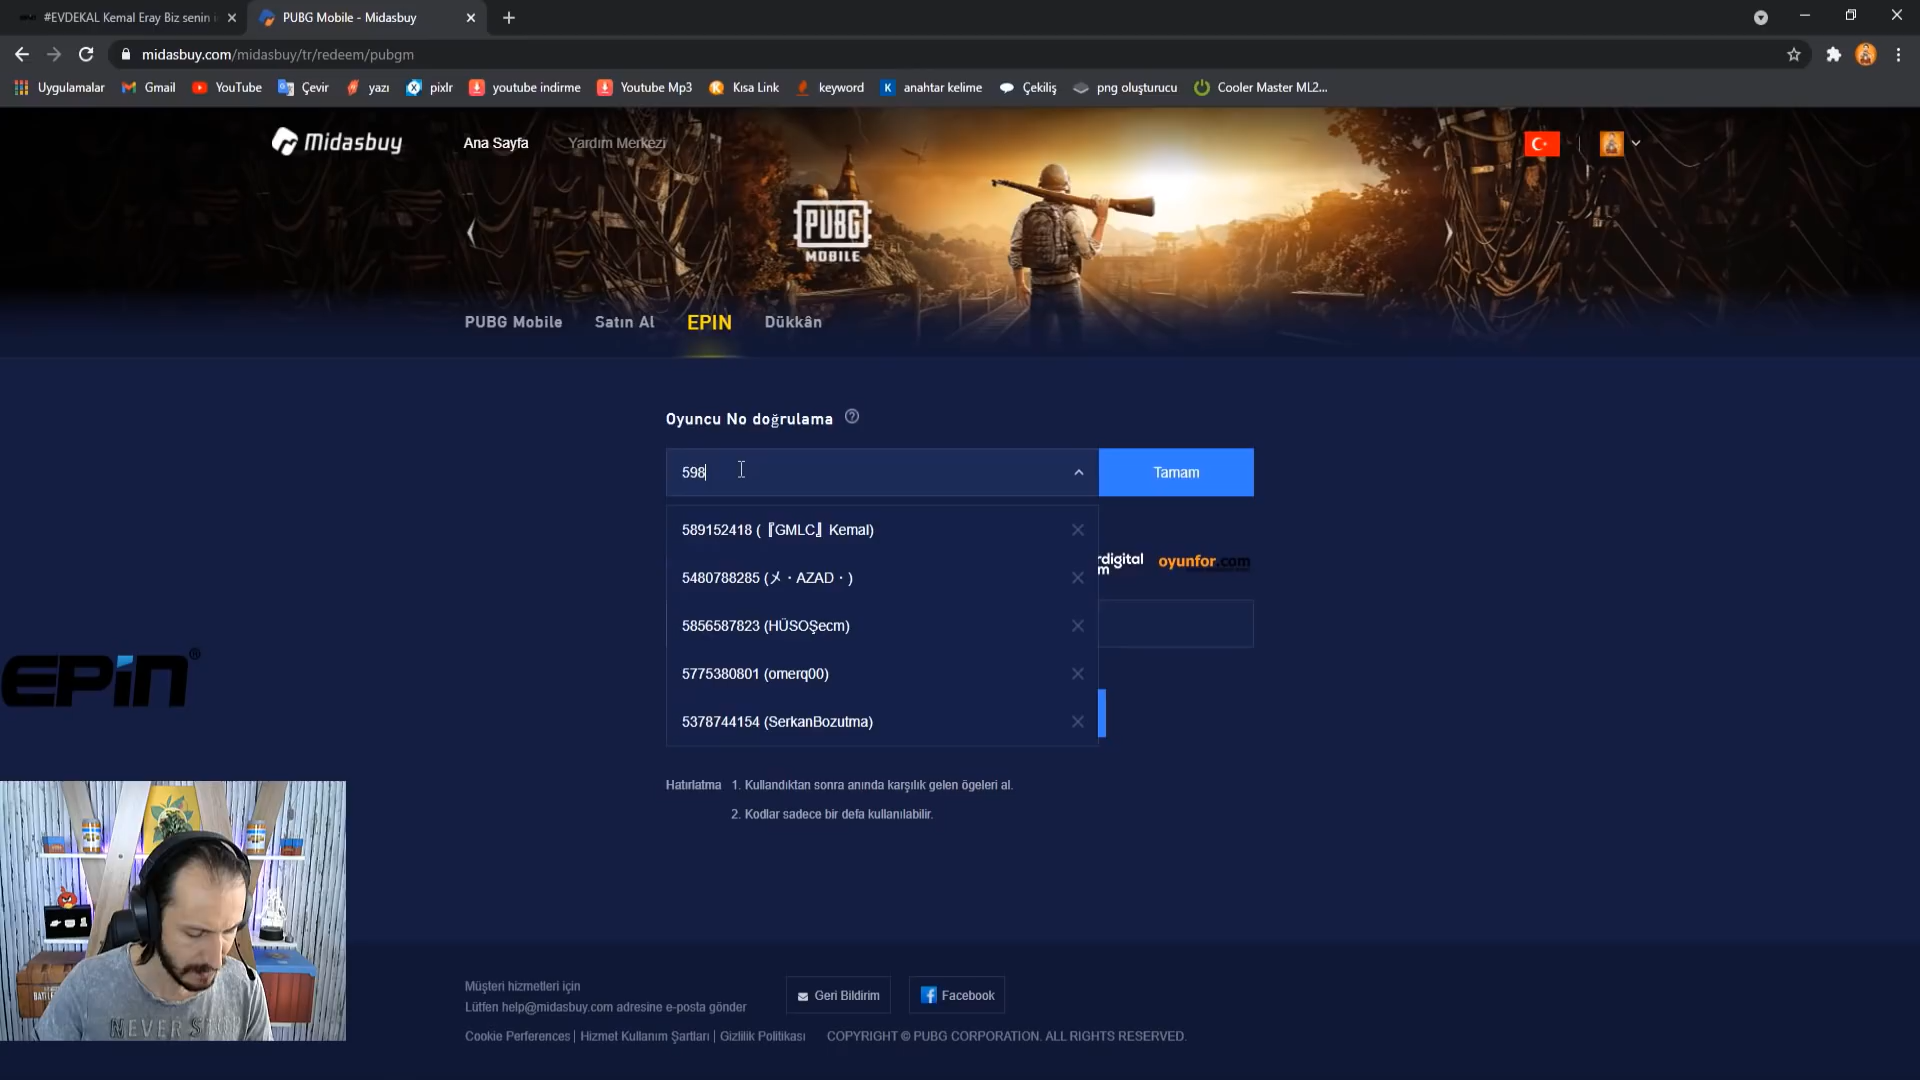 #EVDEKAL Kemal Eray Biz senin i
PUBG Mobile - Midasbuy
midasbuy.com/midasbuy/tr/redeem/pubgm
Uygulamalar Gmail YouTube Çevir yazı pixlr youtube indirme Youtube Mp3 Kısa Link keyword K anahtar kelime Çekiliş png oluşturucu Cooler Master ML2...
Midasbuy Ana Sayfa Yardım Merkezi
PUBG
MOBILE
PUBG Mobile Satın Al EPIN Dükkân
Oyuncu No doğrulama
598 Tamam
589152418 (『GMLC』Kemal)
rdigital
m
oyunfor.com
5480788285 (メ・AZAD・)
5856587823 (HÜSOŞecm)
EPiN®
5775380801 (omerq00)
5378744154 (SerkanBozutma)
Hatırlatma 1. Kullandıktan sonra anında karşılık gelen ögeleri al.
2. Kodlar sadece bir defa kullanılabilir.
NEVER
Müşteri hizmetleri için
Lütfen help@midasbuy.com adresine e-posta gönder
Geri Bildirim
Facebook
Cookie Perferences | Hizmet Kullanım Şartları | Gizlilik Politikası COPYRIGHT © PUBG CORPORATION. ALL RIGHTS RESERVED.